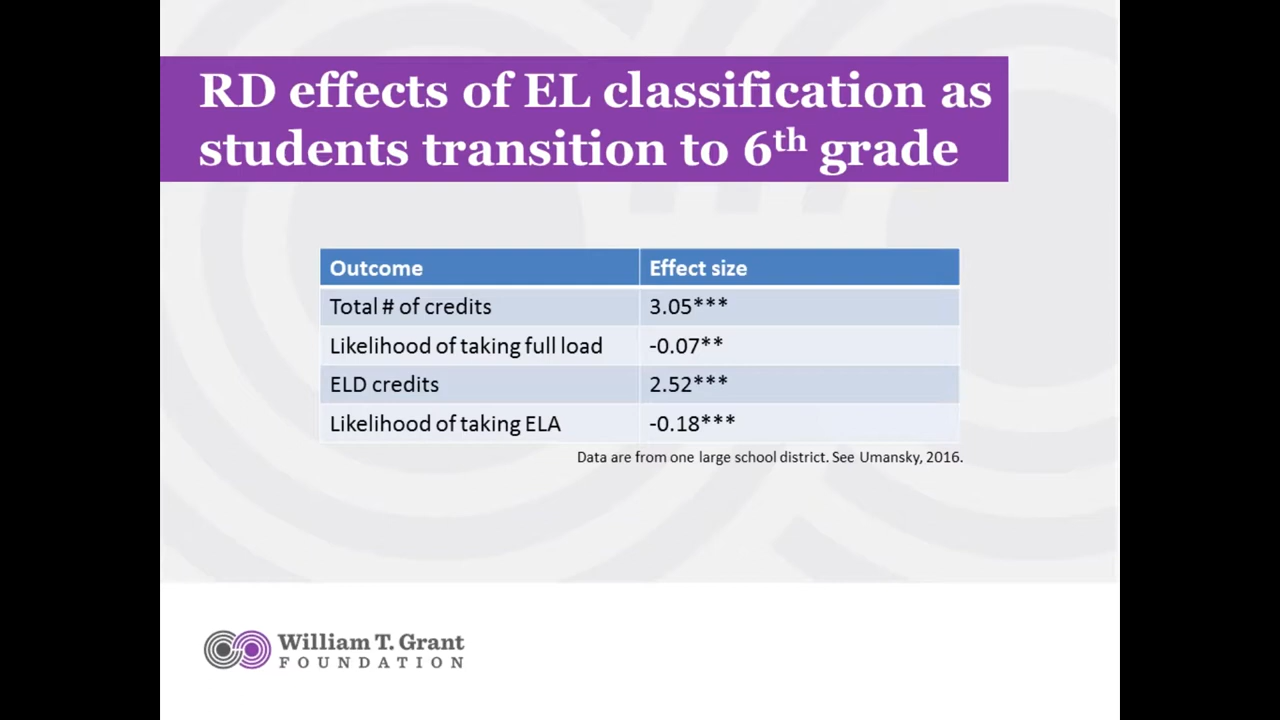 RD effects of EL classification as
students transition to 6th grade
Outcome Effect size
Total # of credits 3.05***
Likelihood of taking full load -0.07**
ELD credits 2.52***
Likelihood of taking ELA -0.18***
Data are from one large school district. See Umansky, 2016.
William T. Grant
FOUNDATION